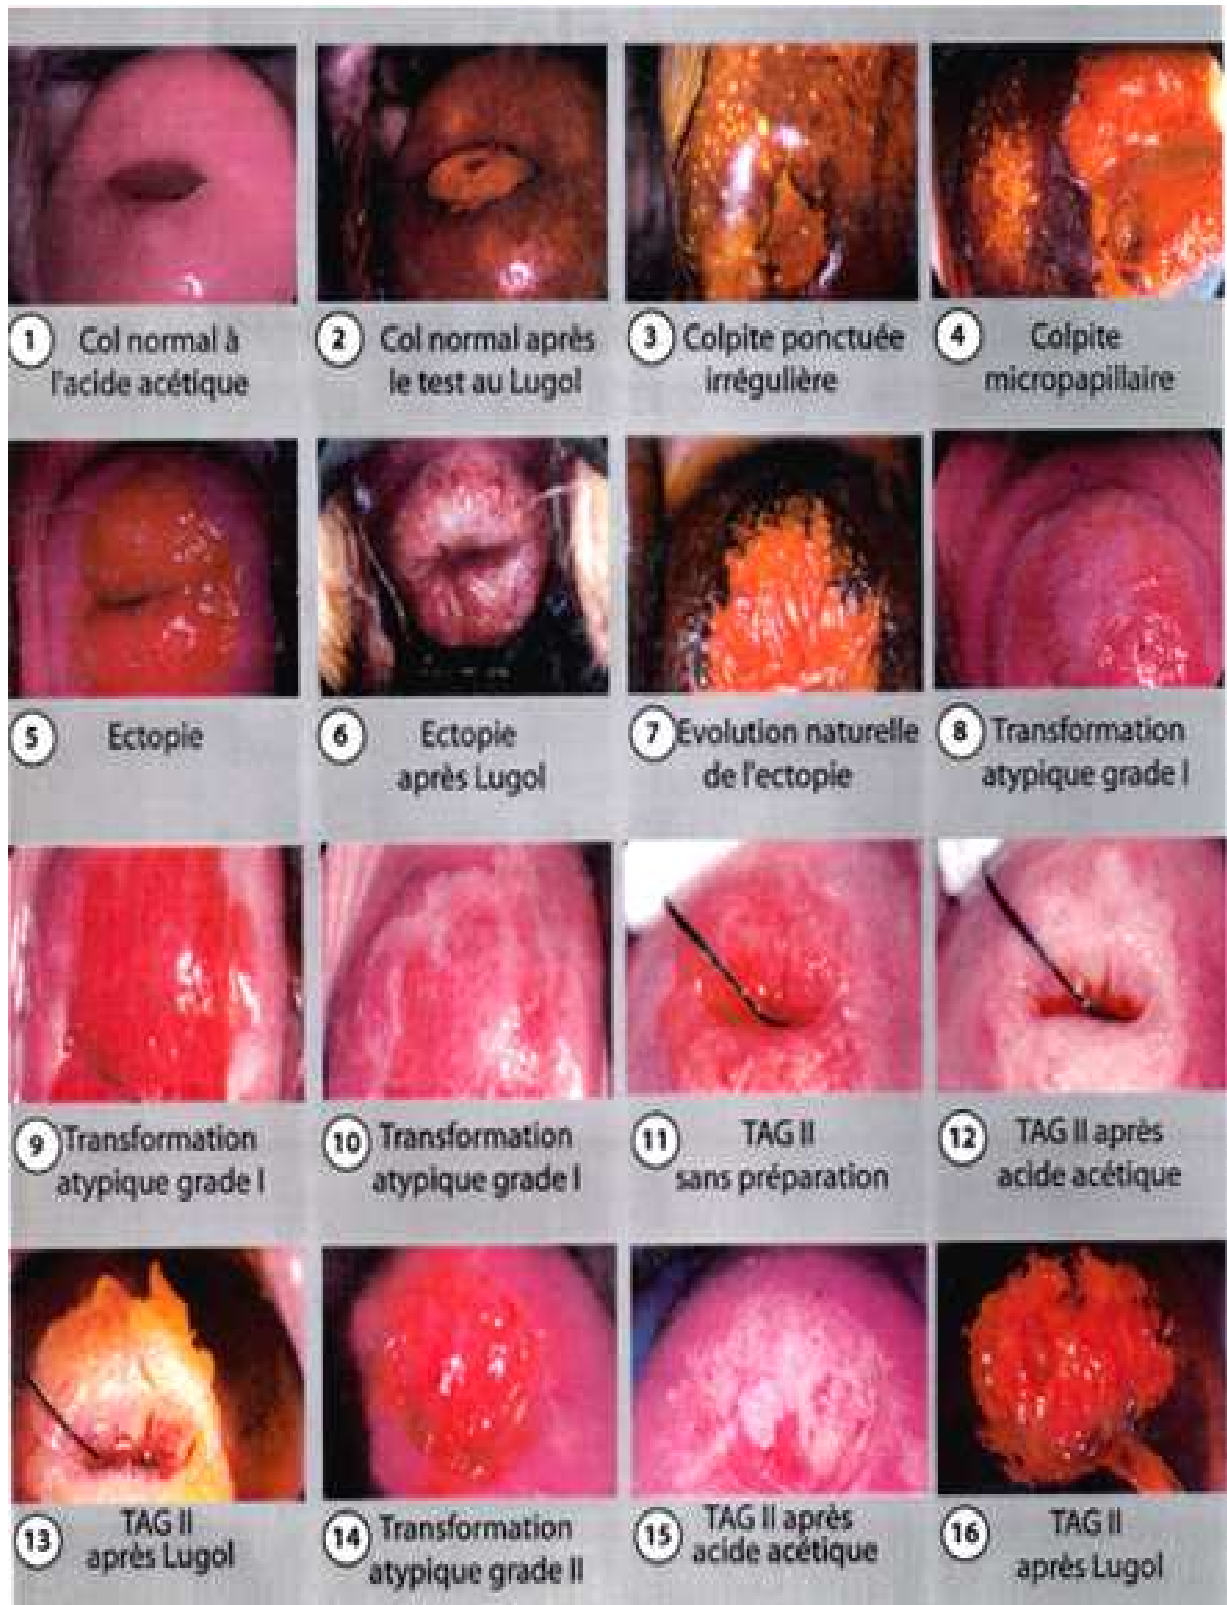 1 Col normal à
l'acide acétique
2 Col normal après
le test au Lugol
3 Colpite ponctuée
irrégulière
4 Colpite
micropapillaire
5 Ectopie
6 Ectopie
après Lugol
7 Evolution naturelle
de l'ectopie
8 Transformation
atypique grade I
9 Transformation
atypique grade I
10 Transformation
atypique grade I
11 TAG II
sans préparation
12 TAG II après
acide acétique
13 TAG II
après Lugol
14 Transformation
atypique grade II
15 TAG II après
acide acétique
16 TAG II
après Lugol